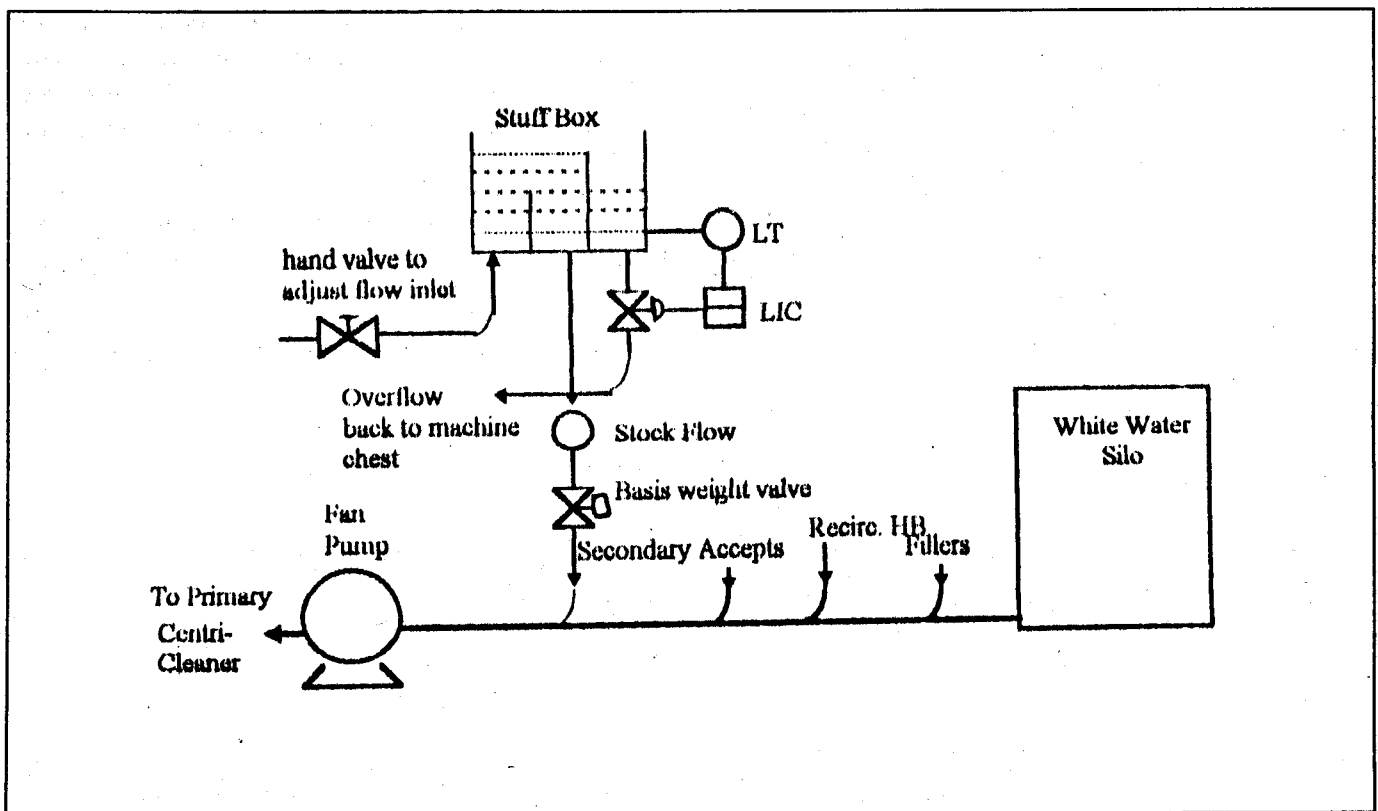 Stuff Box
LT
hand valve to
adjust flow inlet
LIC
Overflow
back to machine
chest
Stock Flow
White Water
Silo
Basis weight valve
Fan
Pump
Secondary Accepts
Recirc. HB
Fillers
To Primary
Centri-
Cleaner